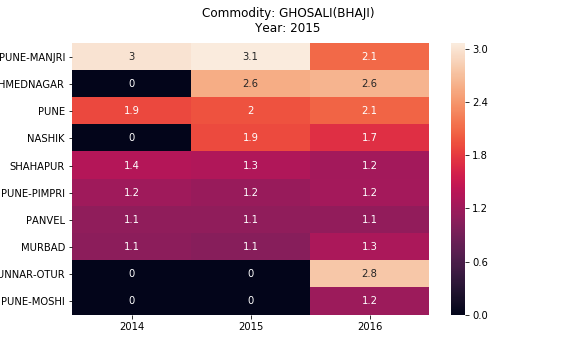 Commodity: GHOSALI(BHAJI)
Year: 2015
PUNE-MANJRI 3 3.1 2.1
HMEDNAGAR 0 2.6 2.6
PUNE 1.9 2 2.1
NASHIK 0 1.9 1.7
SHAHAPUR 1.4 1.3 1.2
PUNE-PIMPRI 1.2 1.2 1.2
PANVEL 1.1 1.1 1.1
MURBAD 1.1 1.1 1.3
UNNAR-OTUR 0 0 2.8
PUNE-MOSHI 0 0 1.2
2014 2015 2016
3.0
2.4
1.8
1.2
0.6
0.0